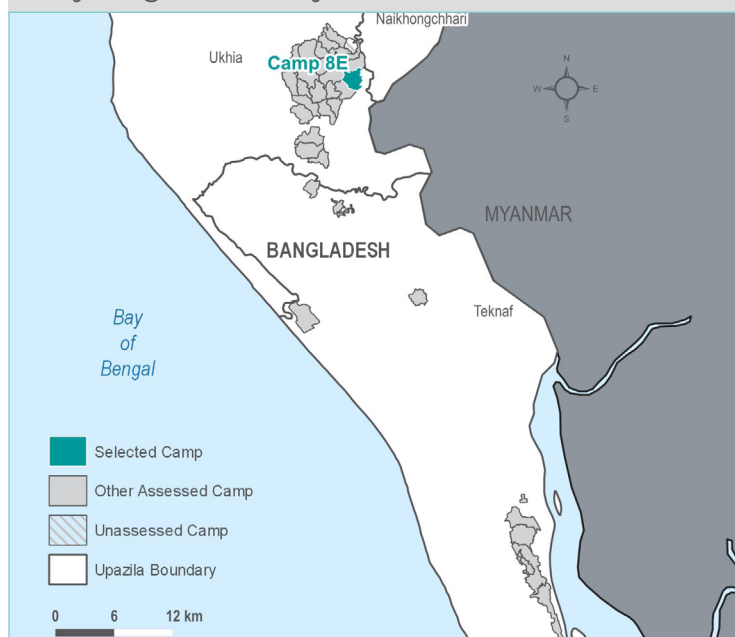 Naikhongchhari
Ukhia
Camp 8E
N
W E
S
MYANMAR
BANGLADESH
Teknaf
Bay
of
Bengal
Selected Camp
Other Assessed Camp
Unassessed Camp
Upazila Boundary
0 6 12 km